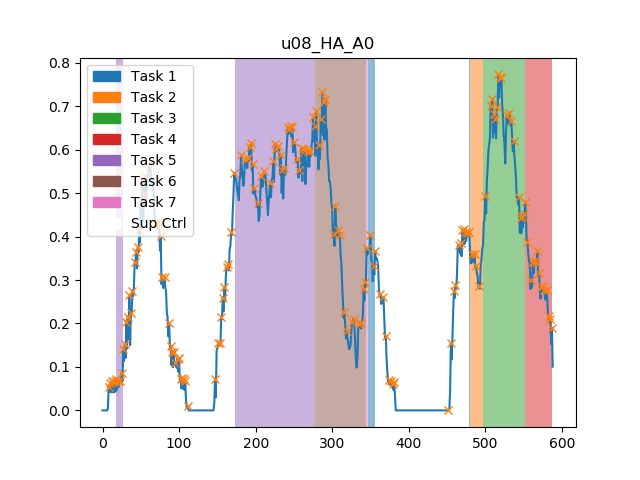 u08_HA_A0
0.8
0.7
0.6
0.5
0.4
0.3
0.2
0.1
0.0
Task 1
Task 2
Task 3
Task 4
Task 5
Task 6
Task 7
Sup Ctrl
0 100 200 300 400 500 600